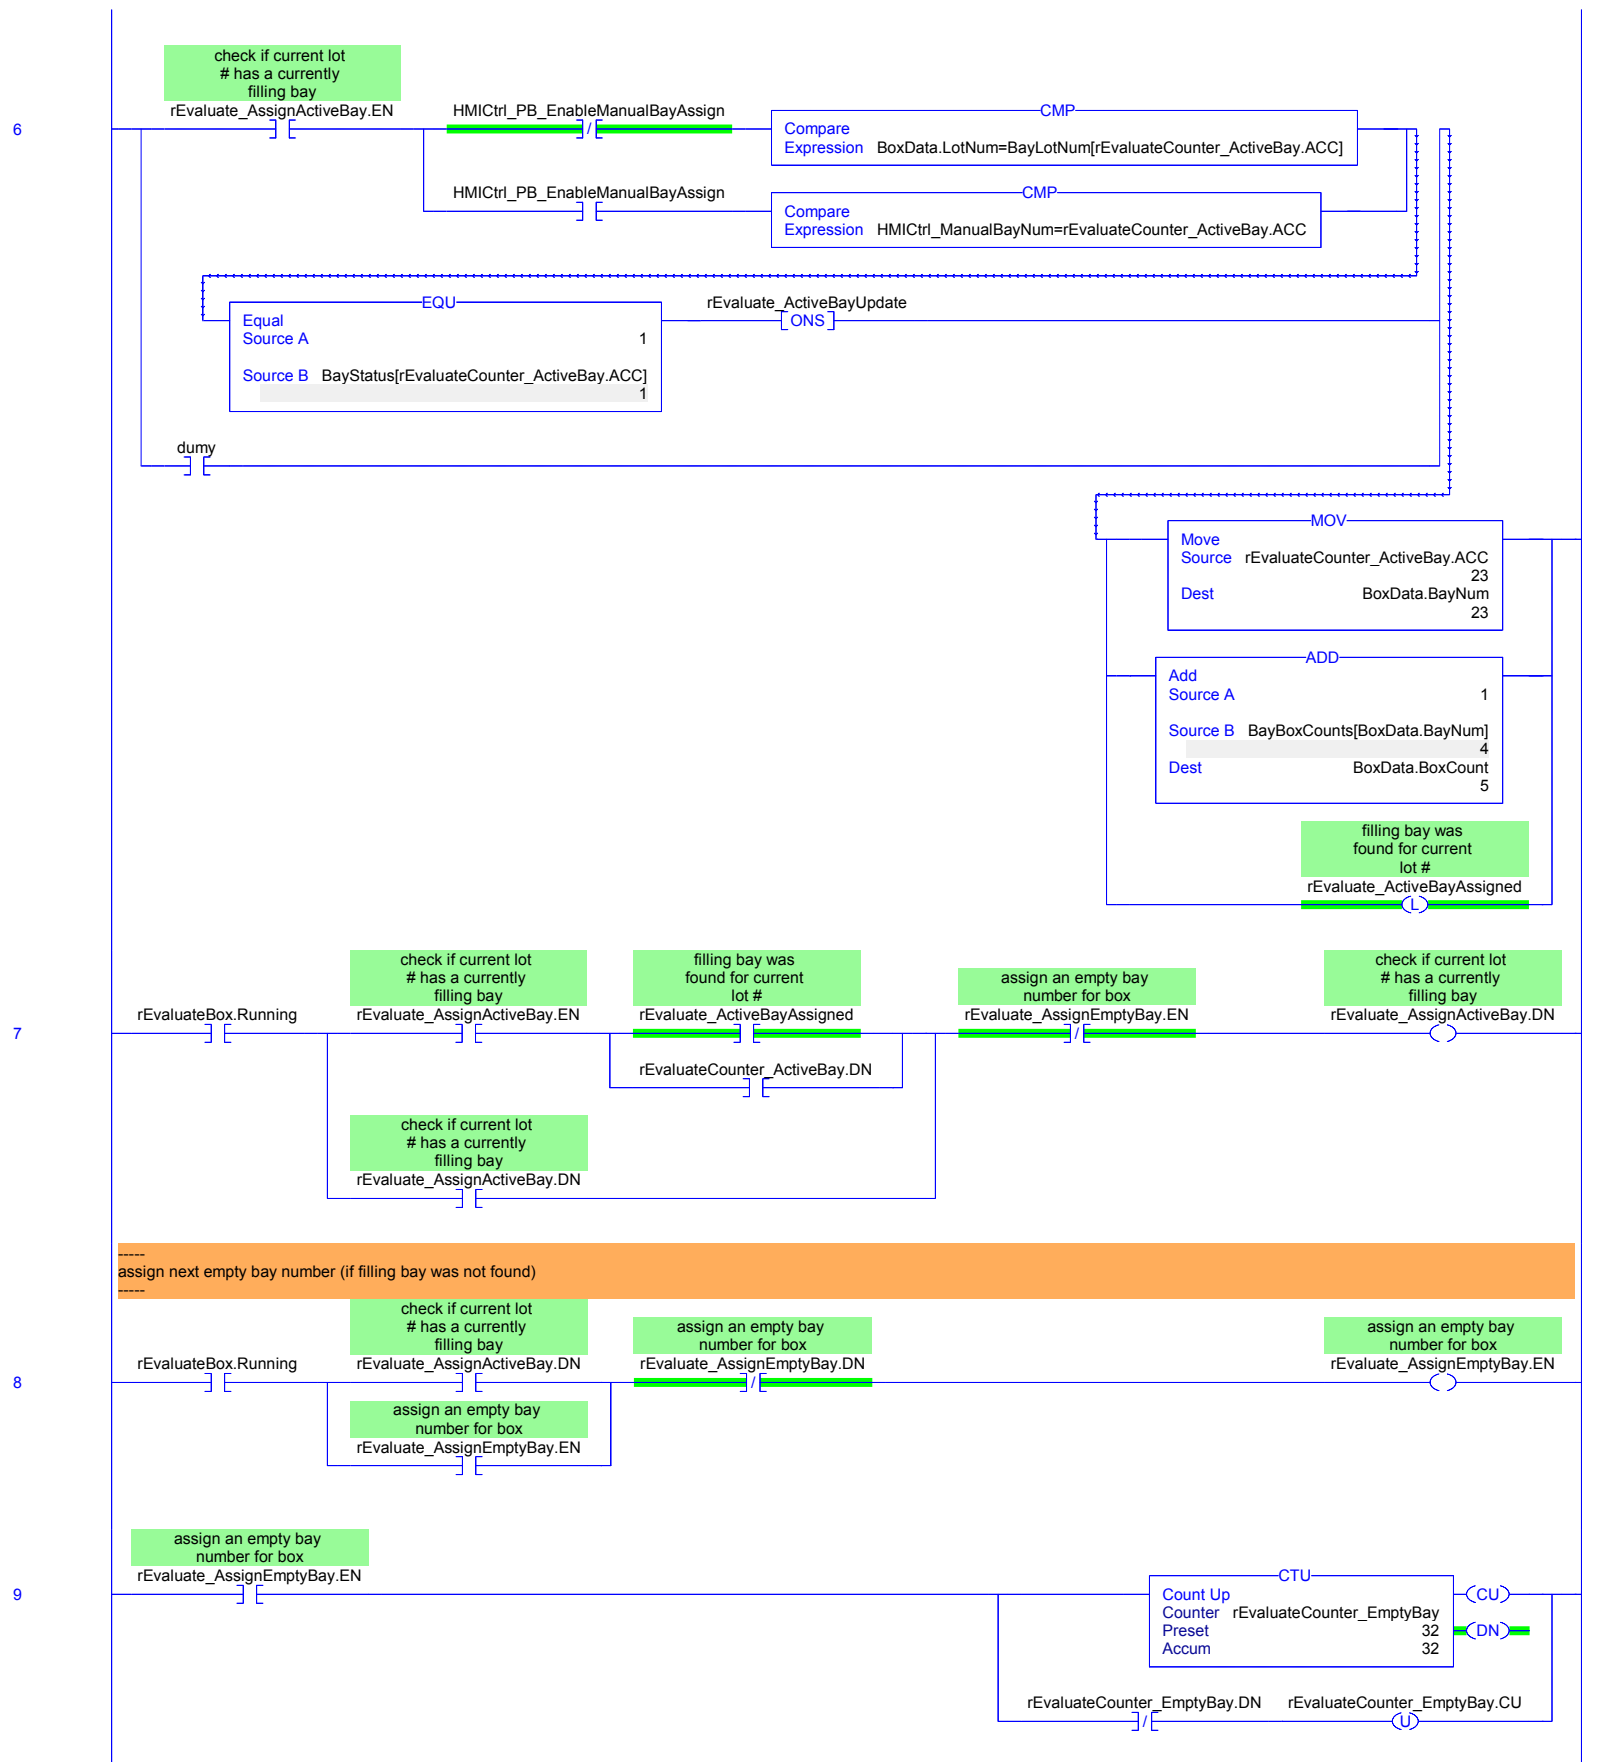 check if current lot
# has a currently
filling bay
rEvaluate_AssignActiveBay.EN
HMICtrl_PB_EnableManualBayAssign
CMP
6
Compare
Expression BoxData.LotNum=BayLotNum[rEvaluateCounter_ActiveBay.ACC]
HMICtrl_PB_EnableManualBayAssign
CMP
Compare
Expression HMICtrl_ManualBayNum=rEvaluateCounter_ActiveBay.ACC
EQU
rEvaluate_ActiveBayUpdate
Equal
ONS
Source A 1
Source B BayStatus[rEvaluateCounter_ActiveBay.ACC]
1
dumy
MOV
Move
Source rEvaluateCounter_ActiveBay.ACC
23
Dest BoxData.BayNum
23
ADD
Add
Source A 1
Source B BayBoxCounts[BoxData.BayNum]
4
Dest BoxData.BoxCount
5
filling bay was
found for current
lot #
rEvaluate_ActiveBayAssigned
L
check if current lot
# has a currently
filling bay
filling bay was
found for current
lot #
assign an empty bay
number for box
check if current lot
# has a currently
filling bay
rEvaluateBox.Running rEvaluate_AssignActiveBay.EN rEvaluate_ActiveBayAssigned rEvaluate_AssignEmptyBay.EN rEvaluate_AssignActiveBay.DN
7
rEvaluateCounter_ActiveBay.DN
check if current lot
# has a currently
filling bay
rEvaluate_AssignActiveBay.DN
-----
assign next empty bay number (if filling bay was not found)
-----
check if current lot
# has a currently
filling bay
assign an empty bay
number for box
assign an empty bay
number for box
rEvaluateBox.Running rEvaluate_AssignActiveBay.DN rEvaluate_AssignEmptyBay.DN rEvaluate_AssignEmptyBay.EN
8
assign an empty bay
number for box
rEvaluate_AssignEmptyBay.EN
assign an empty bay
number for box
rEvaluate_AssignEmptyBay.EN
CTU
9
Count Up CU
Counter rEvaluateCounter_EmptyBay
Preset 32 DN
Accum 32
rEvaluateCounter_EmptyBay.DN rEvaluateCounter_EmptyBay.CU
U